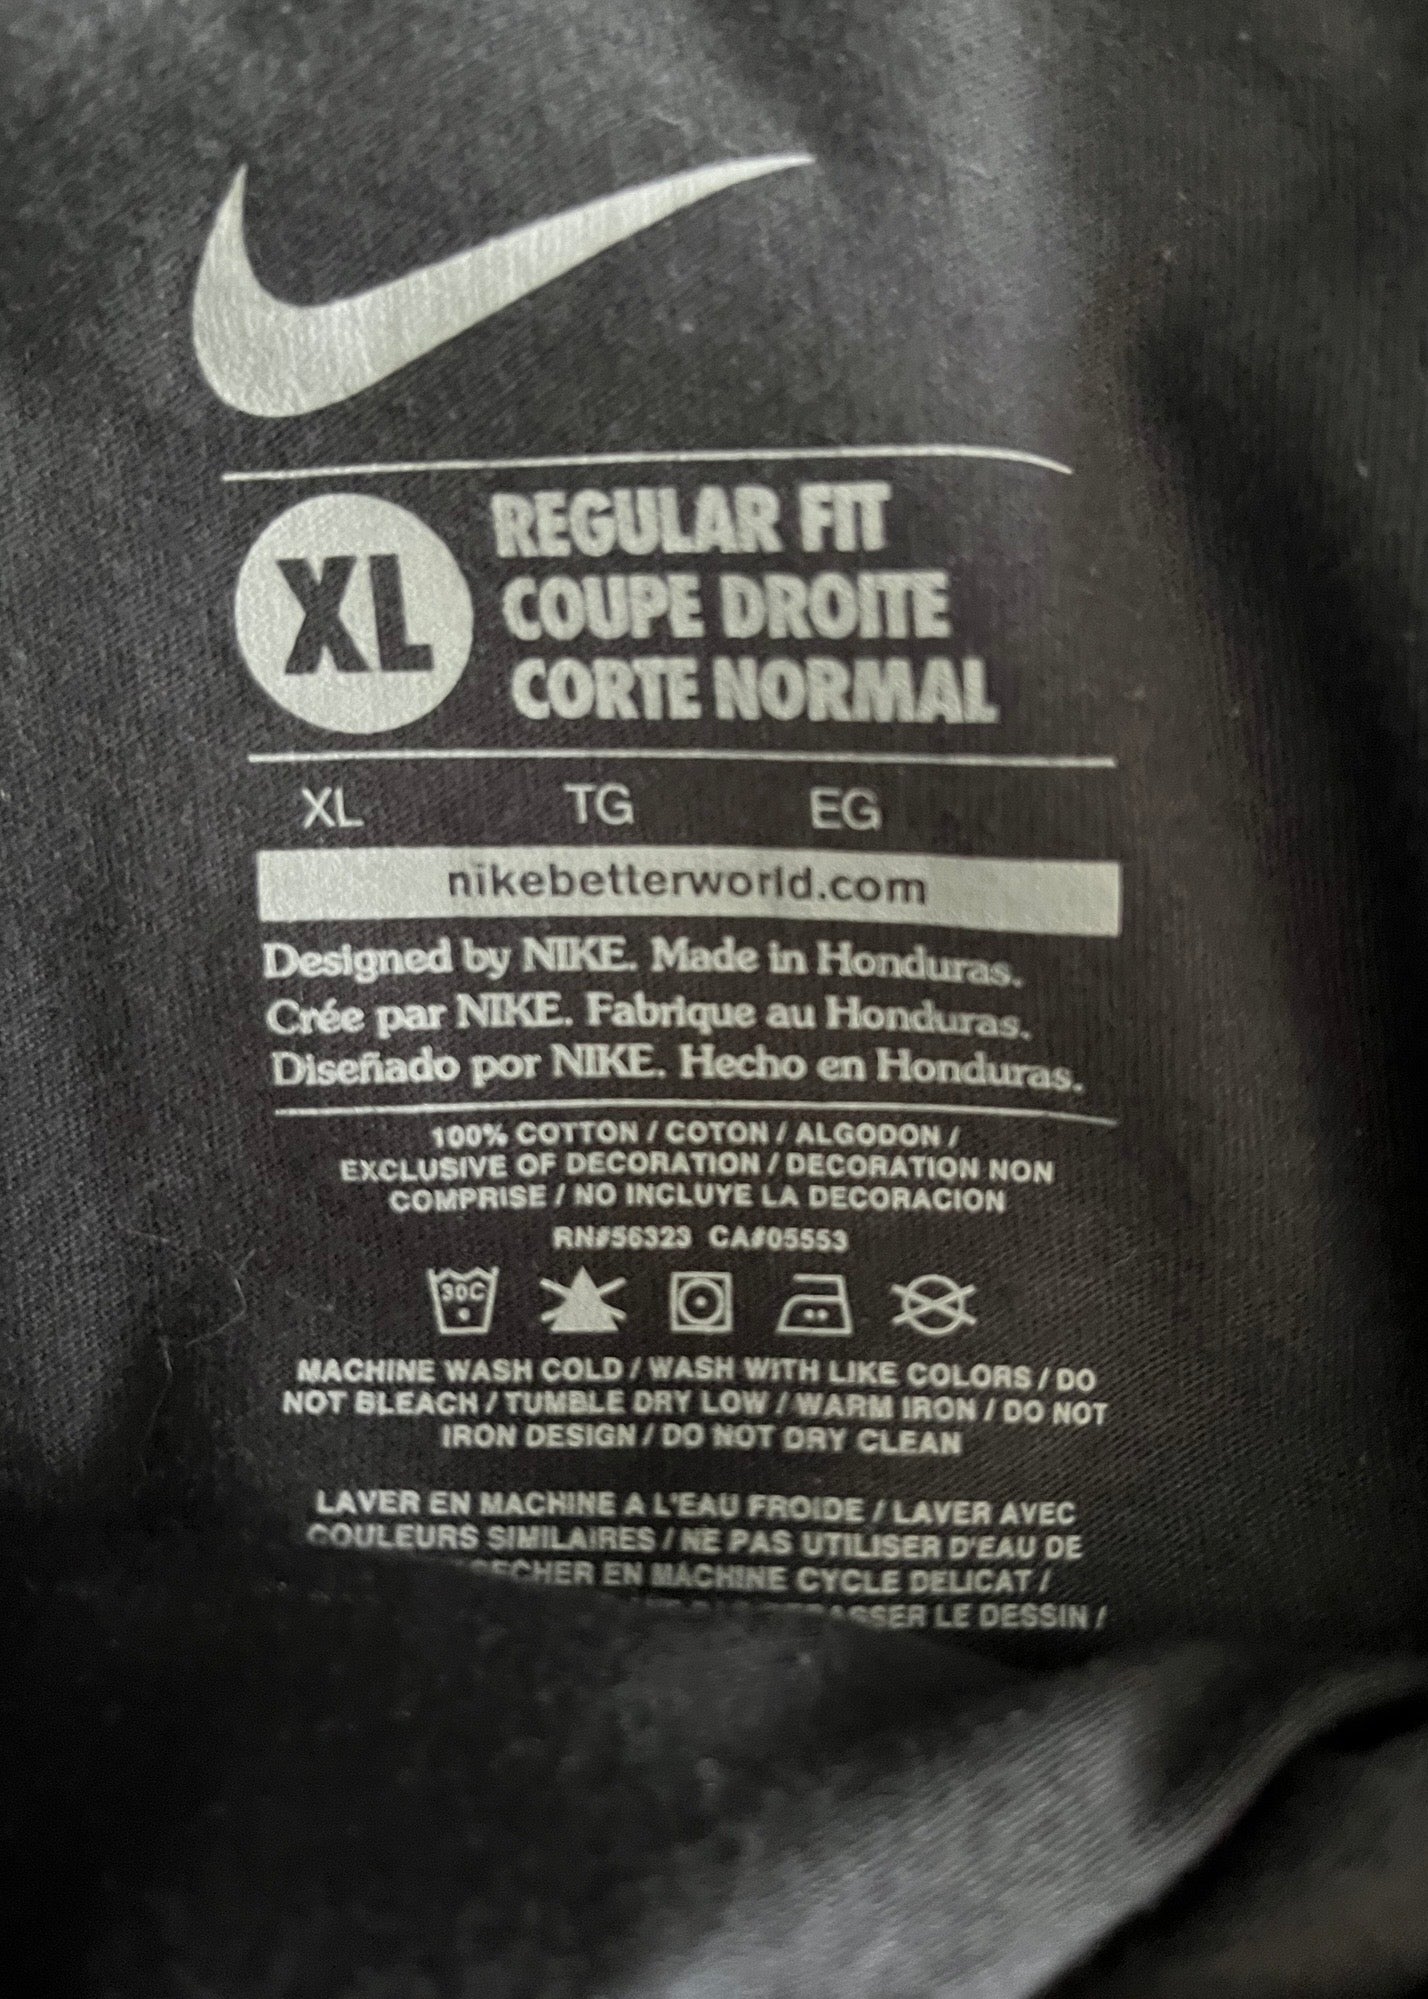 XL
REGULAR FIT
COUPE DROITE
CORTE NORMAL
XL TG EG
nikebetterworld.com
Designed by NIKE. Made in Honduras.
Crée par NIKE. Fabrique au Honduras.
Diseñado por NIKE. Hecho en Honduras.
100% COTTON / COTON / ALGODON /
EXCLUSIVE OF DECORATION / DECORATION NON
COMPRISE / NO INCLUYE LA DECORACION
RN#56323 CA#05553
30C
MACHINE WASH COLD / WASH WITH LIKE COLORS / DO
NOT BLEACH / TUMBLE DRY LOW / WARM IRON / DO NOT
IRON DESIGN / DO NOT DRY CLEAN
LAVER EN MACHINE A L'EAU FROIDE / LAVER AVEC
COULEURS SIMILAIRES / NE PAS UTILISER D'EAU DE
EN MACHINE CYCLE DELICAT /
LE DESSIN /